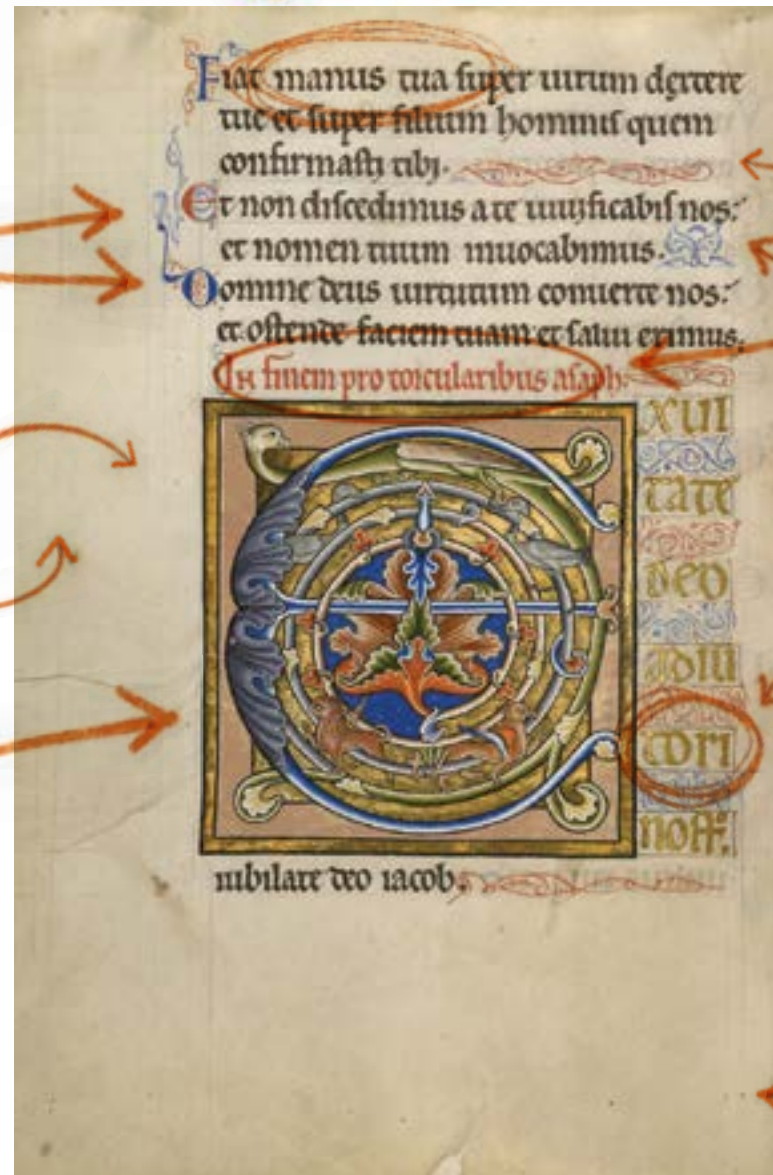 Fiat manus tua super uirum dextere
tue et super filium hominis quem
confirmasti tibi.
Et non discedimus a te uiuificabis nos:
et nomen tuum inuocabimus.
Domine deus uirtutum conuerte nos:
et ostende faciem tuam et salui erimus.
In finem pro torcularibus asaph.
EXUL
TATE
DEO
ADIU
TORI
noſtr̄.
iubilate deo iacob.